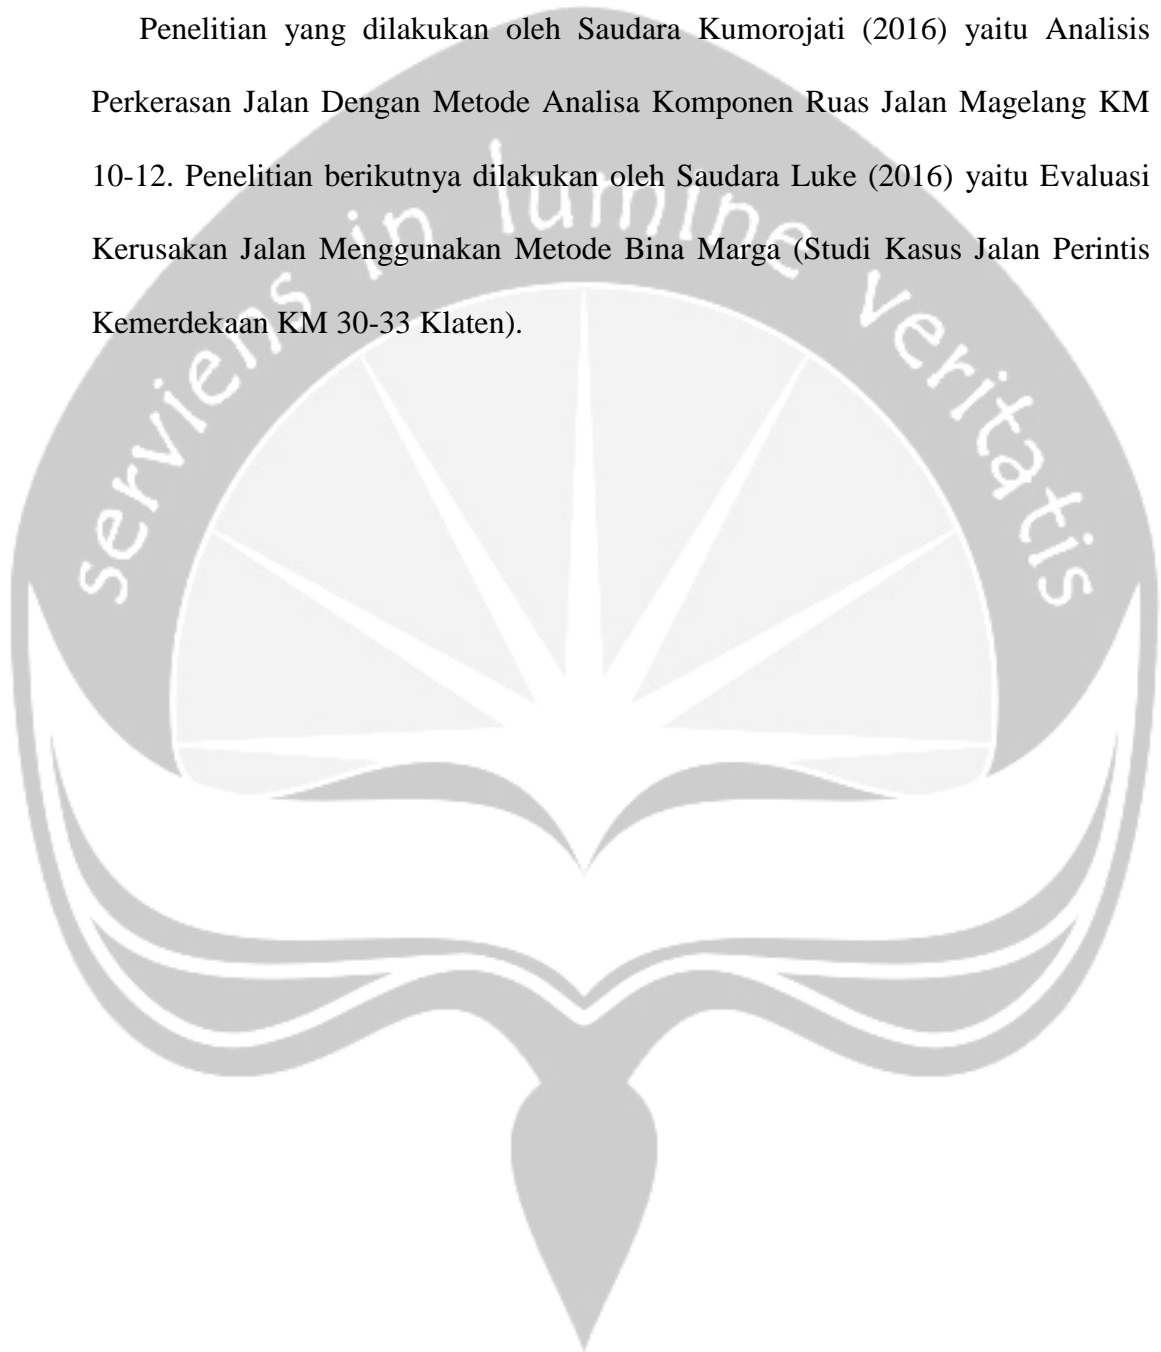 Penelitian yang dilakukan oleh Saudara Kumorojati (2016) yaitu Analisis
Perkerasan Jalan Dengan Metode Analisa Komponen Ruas Jalan Magelang KM
10-12. Penelitian berikutnya dilakukan oleh Saudara Luke (2016) yaitu Evaluasi
Kerusakan Jalan Menggunakan Metode Bina Marga (Studi Kasus Jalan Perintis
Kemerdekaan KM 30-33 Klaten).
serviens in lumine veritatis